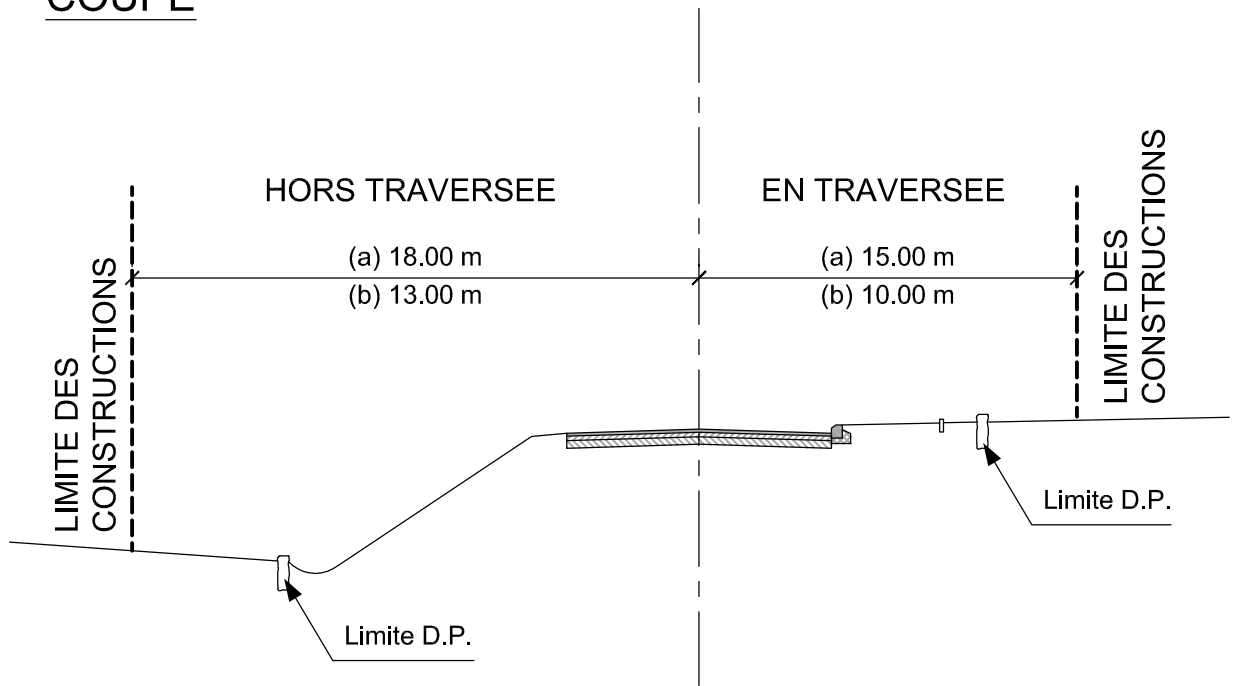 COUPE
HORS TRAVERSEE
EN TRAVERSEE
(a) 18.00 m
(b) 13.00 m
(a) 15.00 m
(b) 10.00 m
LIMITE DES
CONSTRUCTIONS
LIMITE DES
CONSTRUCTIONS
Limite D.P.
Limite D.P.